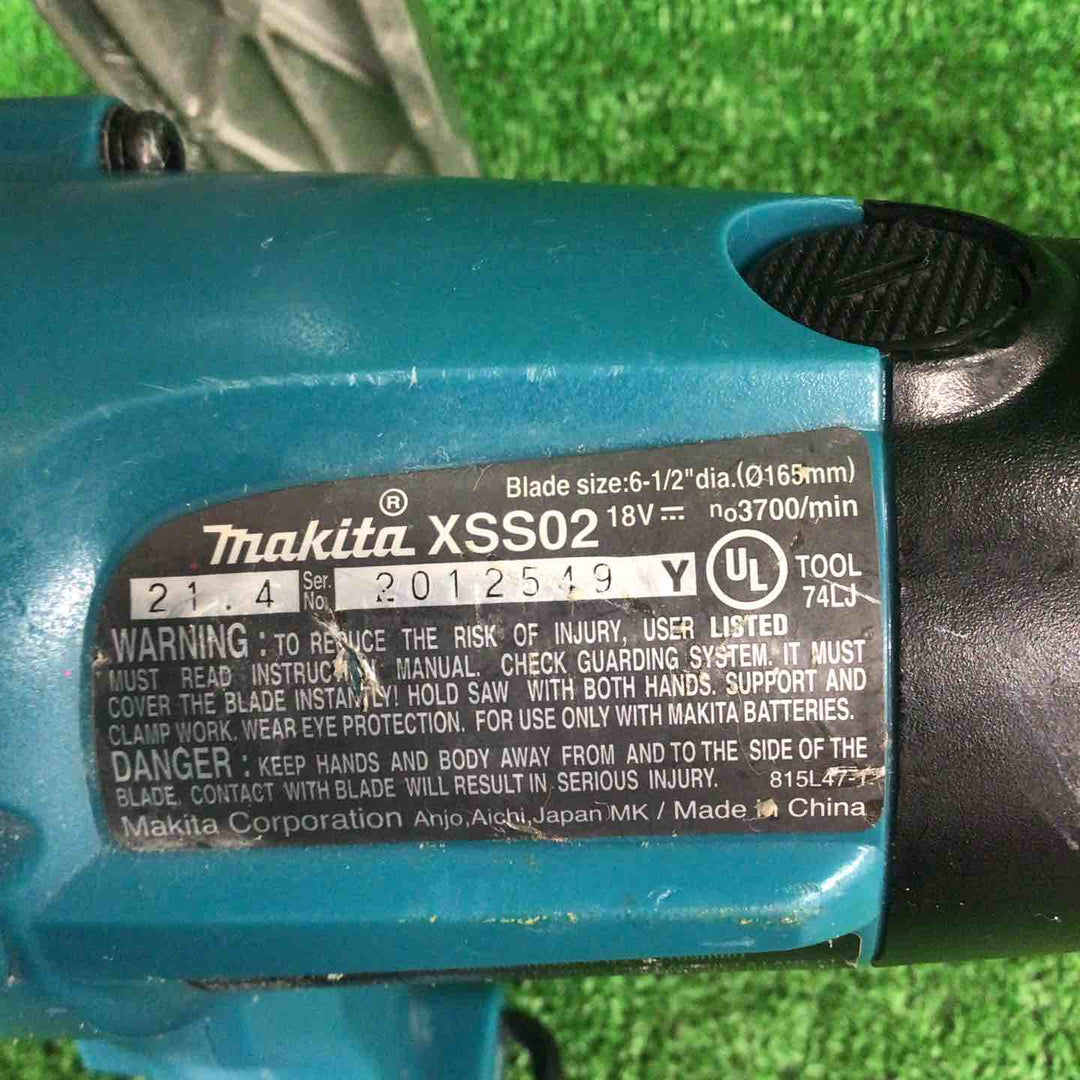 Blade size:6-1/2"dia.(Ø165mm)
makita ® XSS02 18V⎓ no3700/min
21.4 Ser. No. 2012549 Y UL TOOL 74LJ
WARNING : TO REDUCE THE RISK OF INJURY, USER LISTED
MUST READ INSTRUCTION MANUAL. CHECK GUARDING SYSTEM. IT MUST
COVER THE BLADE INSTANTLY! HOLD SAW WITH BOTH HANDS. SUPPORT AND
CLAMP WORK. WEAR EYE PROTECTION. FOR USE ONLY WITH MAKITA BATTERIES.
DANGER : KEEP HANDS AND BODY AWAY FROM AND TO THE SIDE OF THE
BLADE. CONTACT WITH BLADE WILL RESULT IN SERIOUS INJURY. 815L47-1
Makita Corporation Anjo,Aichi,Japan MK / Made in China